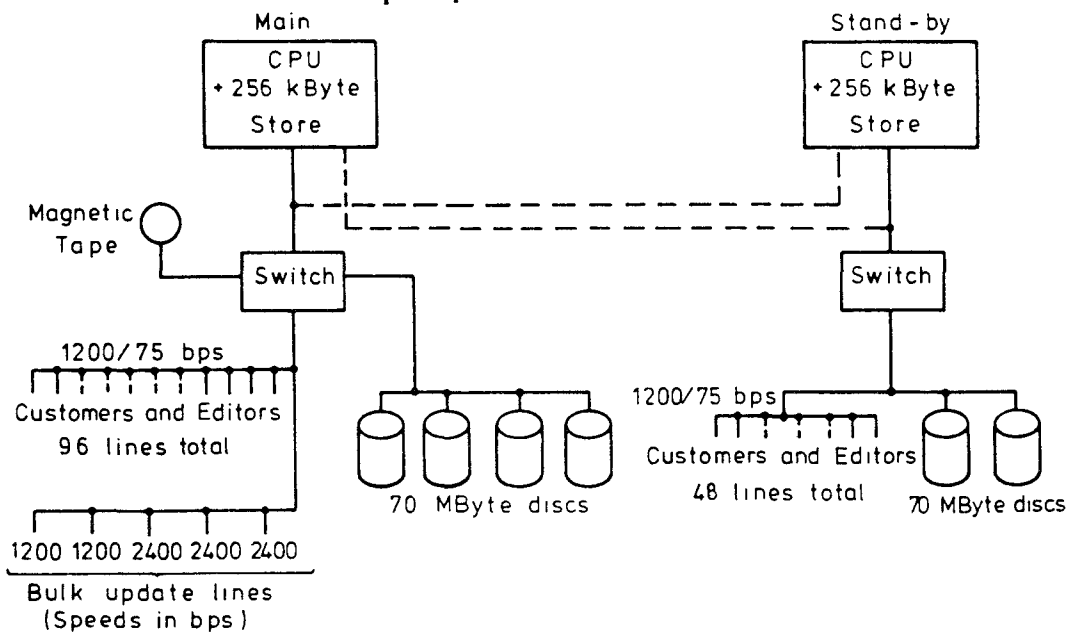 Main
CPU
+ 256 kByte
Store
Stand-by
CPU
+ 256 kByte
Store
Magnetic
Tape
Switch
Switch
1200/75 bps
Customers and Editors
96 lines total
70 MByte discs
1200/75 bps
Customers and Editors
48 lines total
70 MByte discs
1200 1200 2400 2400 2400
Bulk update lines
(Speeds in bps)